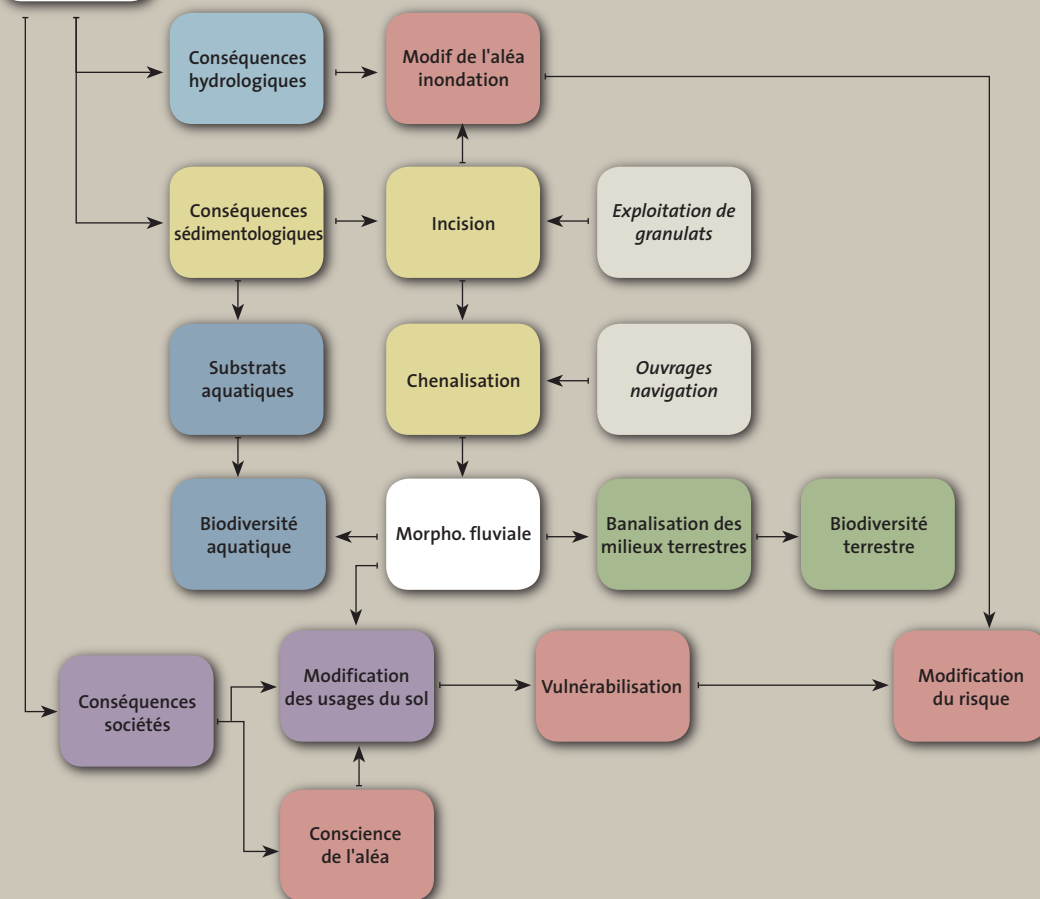 Conséquences
hydrologiques
Modif de l'aléa
inondation
Conséquences
sédimentologiques
Incision
Exploitation de
granulats
Substrats
aquatiques
Chenalisation
Ouvrages
navigation
Biodiversité
aquatique
Morpho. fluviale
Banalisation des
milieux terrestres
Biodiversité
terrestre
Conséquences
sociétés
Modification
des usages du sol
Vulnérabilisation
Modification
du risque
Conscience
de l'aléa